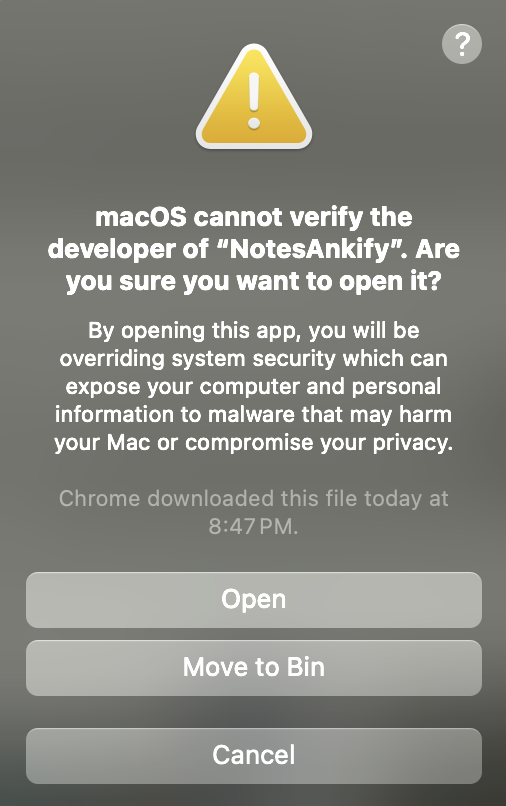 ?
macOS cannot verify the
developer of “NotesAnkify”. Are
you sure you want to open it?
By opening this app, you will be
overriding system security which can
expose your computer and personal
information to malware that may harm
your Mac or compromise your privacy.
Chrome downloaded this file today at
8:47 PM.
Open
Move to Bin
Cancel